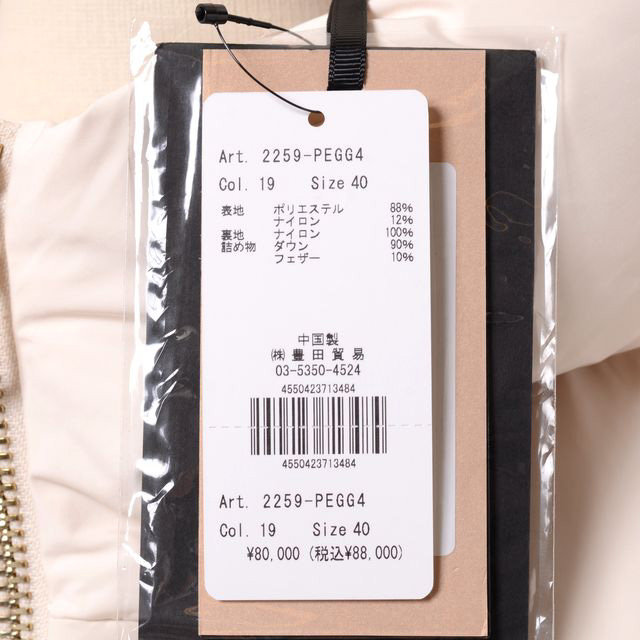 Art. 2259-PEGG4
Col. 19 Size 40
表地 ポリエステル 88%
ナイロン 12%
裏地 ナイロン 100%
詰め物 ダウン 90%
フェザー 10%
中国製
㈱ 豊田貿易
03-5350-4524
4550423713484
4550423713484
Art. 2259-PEGG4
Col. 19 Size 40
¥80,000 (税込¥88,000)